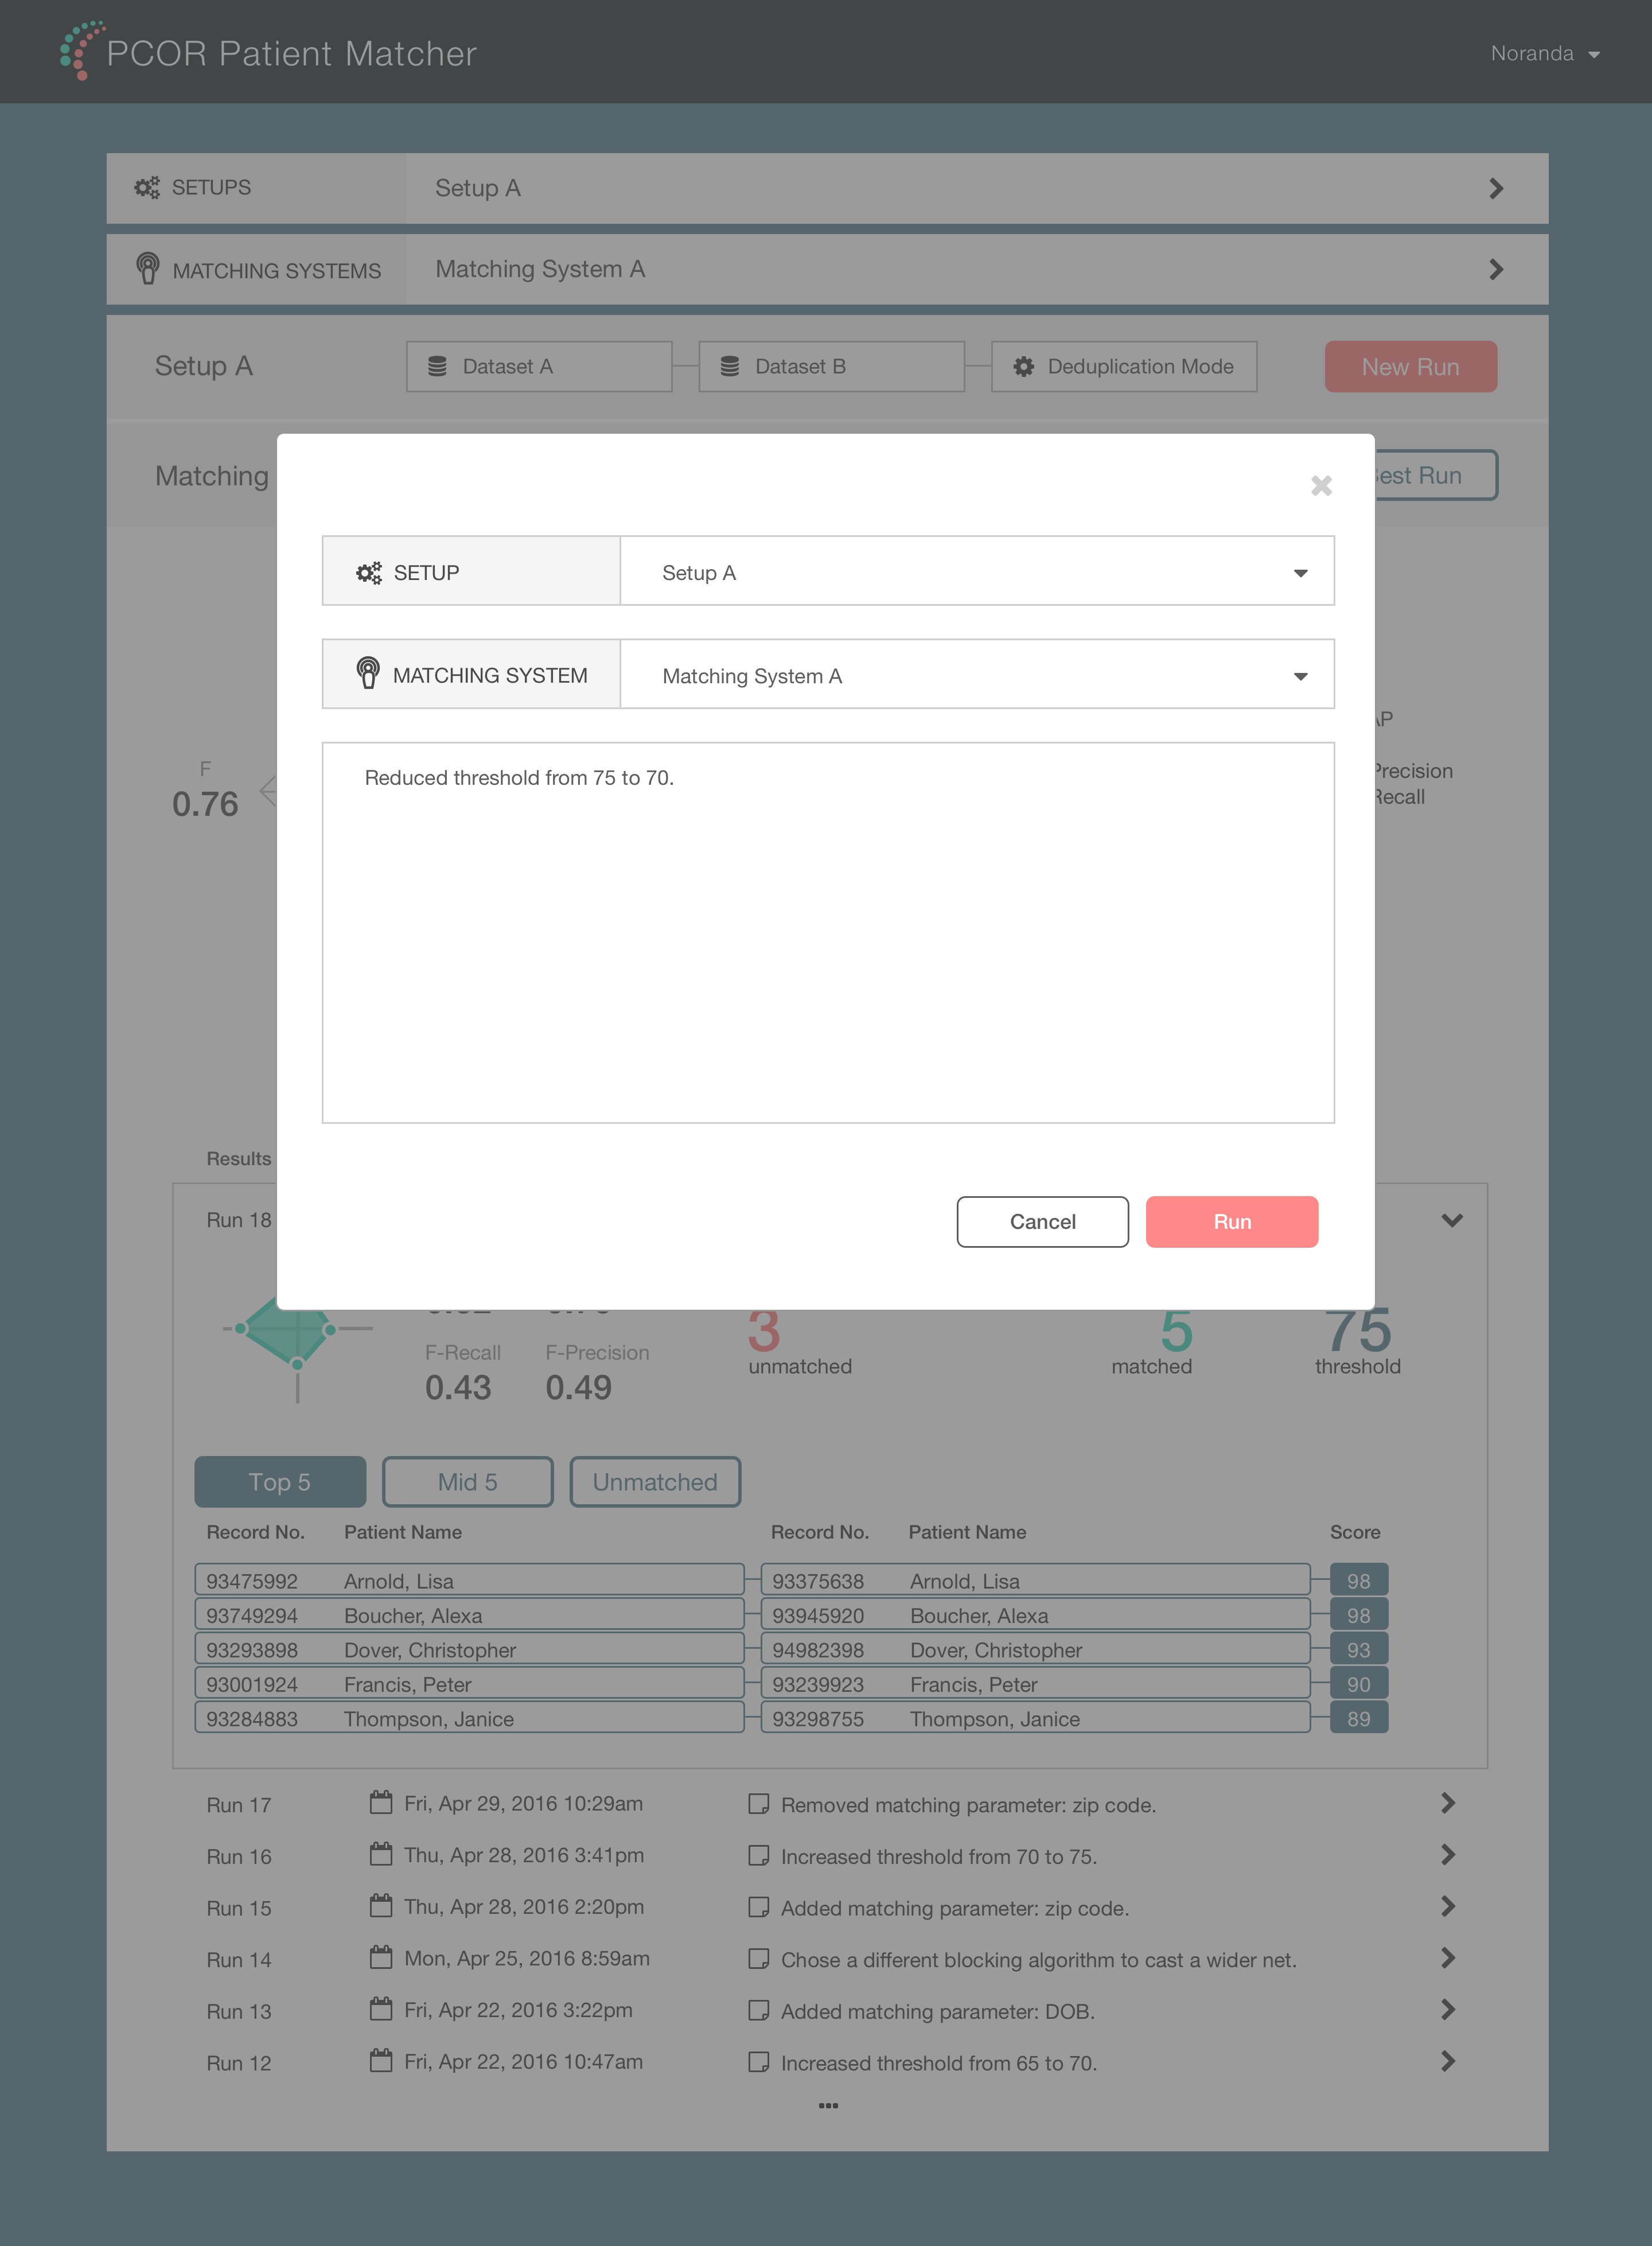 PCOR Patient Matcher
Noranda
SETUPS Setup A
MATCHING SYSTEMS Matching System A
Setup A Dataset A Dataset B Deduplication Mode New Run
Matching
Run
SETUP Setup A
MATCHING SYSTEM Matching System A
Reduced threshold from 75 to 70.
Cancel Run
F
0.76
Precision
Recall
Results
Run 18
3 5 75
unmatched matched threshold
F-Recall F-Precision
0.43 0.49
Top 5 Mid 5 Unmatched
Record No. Patient Name Record No. Patient Name Score
93475992 Arnold, Lisa 93375638 Arnold, Lisa 98
93749294 Boucher, Alexa 93945920 Boucher, Alexa 98
93293898 Dover, Christopher 94982398 Dover, Christopher 93
93001924 Francis, Peter 93239923 Francis, Peter 90
93284883 Thompson, Janice 93298755 Thompson, Janice 89
Run 17 Fri, Apr 29, 2016 10:29am Removed matching parameter: zip code.
Run 16 Thu, Apr 28, 2016 3:41pm Increased threshold from 70 to 75.
Run 15 Thu, Apr 28, 2016 2:20pm Added matching parameter: zip code.
Run 14 Mon, Apr 25, 2016 8:59am Chose a different blocking algorithm to cast a wider net.
Run 13 Fri, Apr 22, 2016 3:22pm Added matching parameter: DOB.
Run 12 Fri, Apr 22, 2016 10:47am Increased threshold from 65 to 70.
...